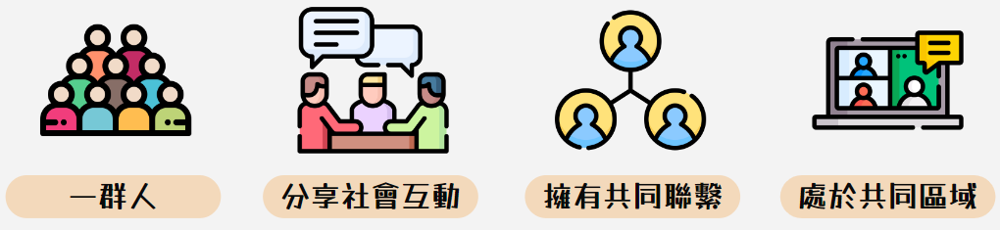 一群人
分享社會互動
擁有共同聯繫
處於共同區域